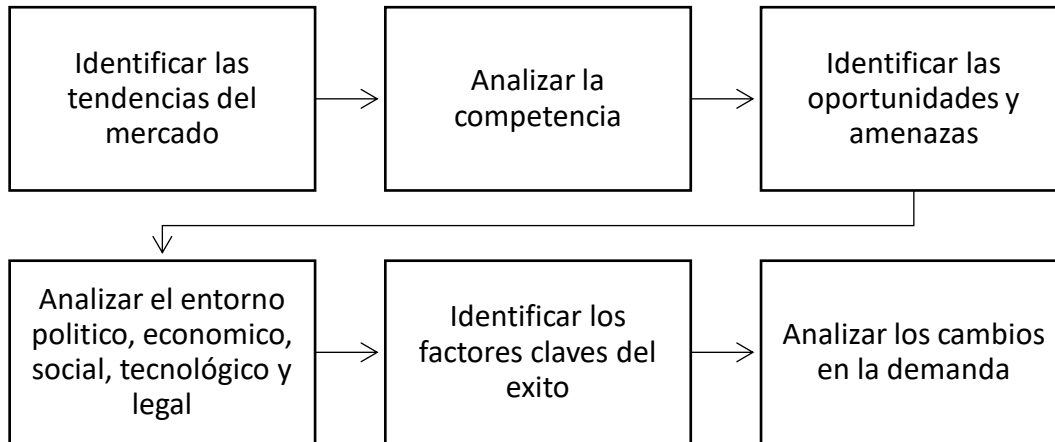 Identificar las
tendencias del
mercado
Analizar la
competencia
Identificar las
oportunidades y
amenazas
Analizar el entorno
politico, economico,
social, tecnológico y
legal
Identificar los
factores claves del
exito
Analizar los cambios
en la demanda